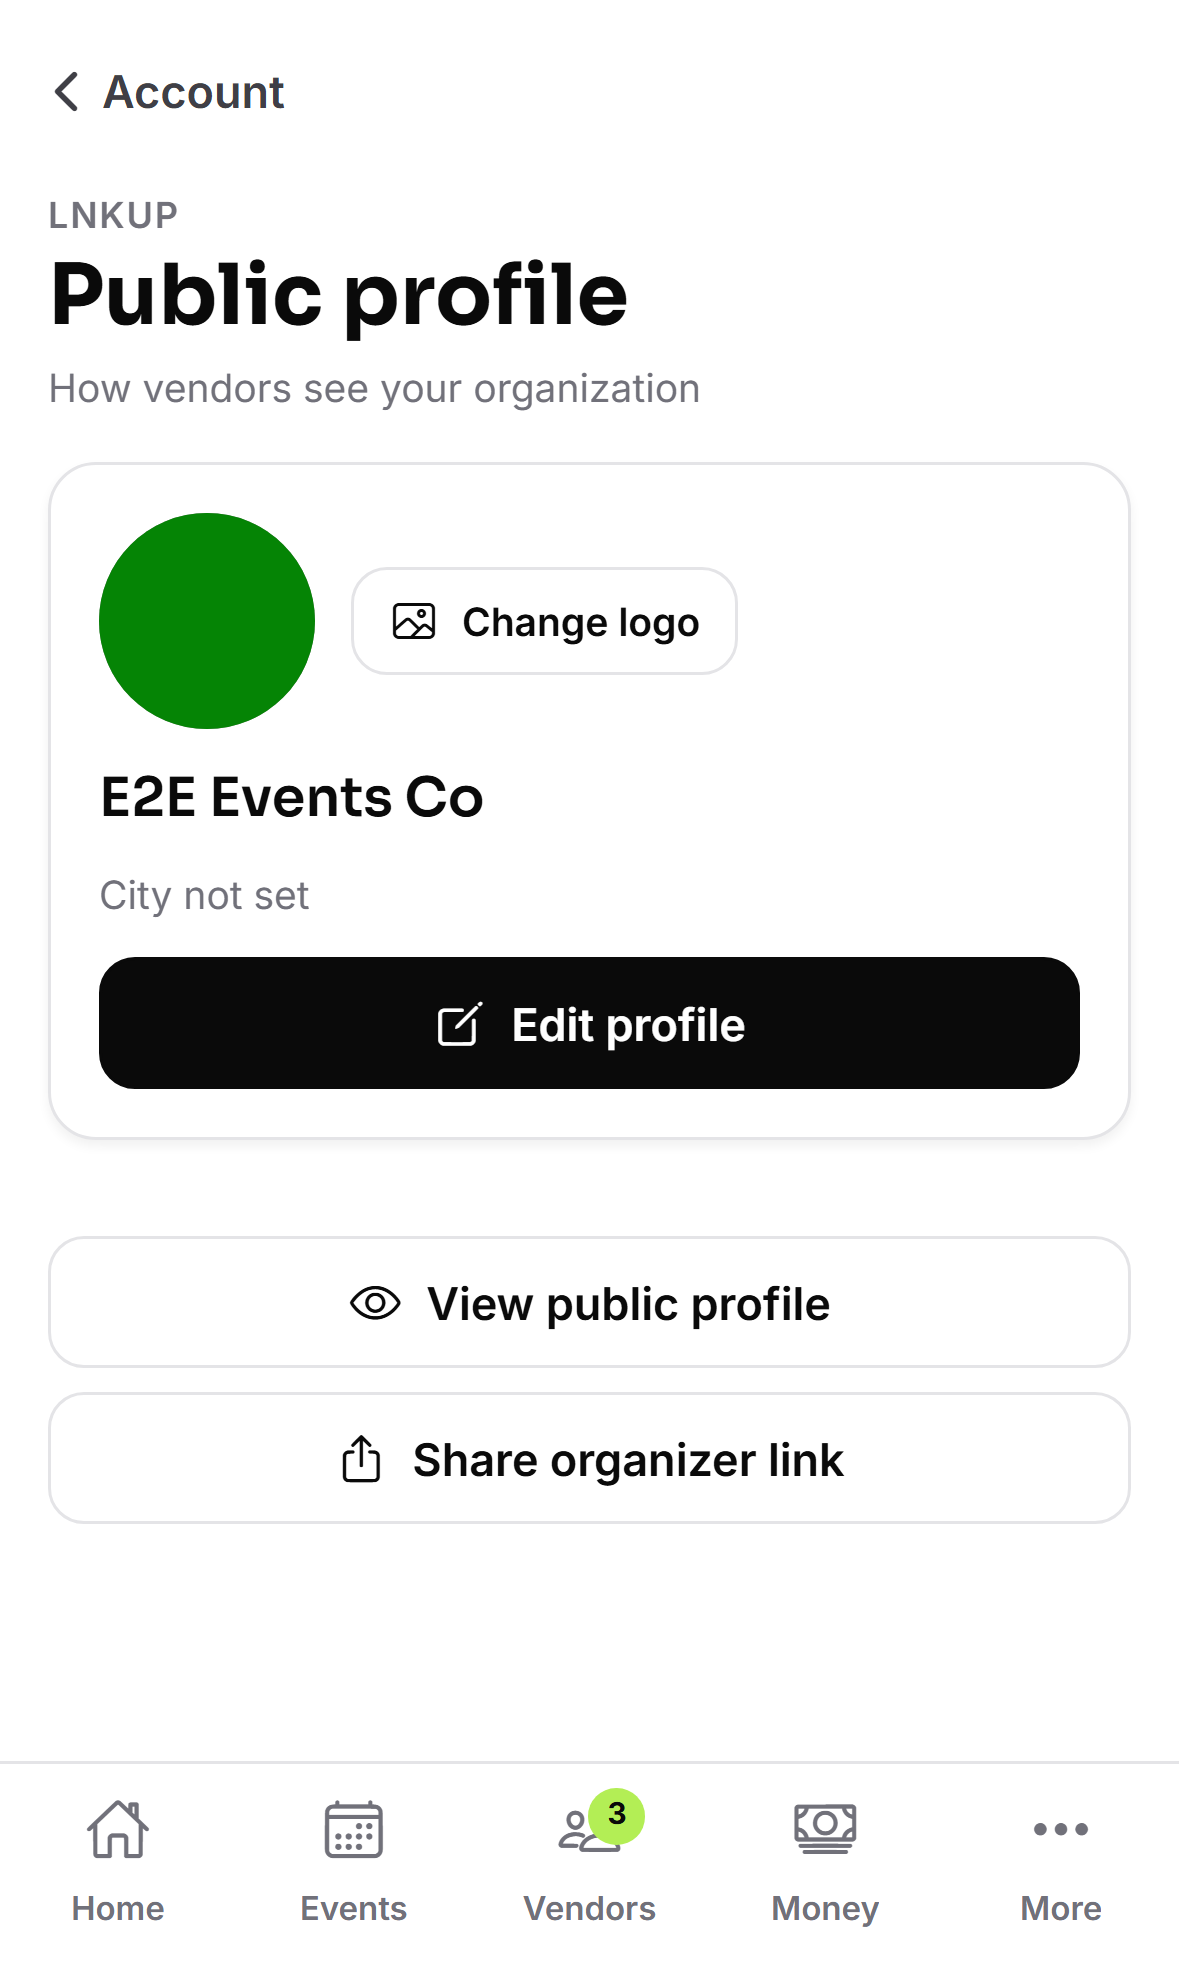 Account
LNKUP
Public profile
How vendors see your organization
Change logo
E2E Events Co
City not set
Edit profile
View public profile
Share organizer link
3
Home
Events
Vendors
Money
More